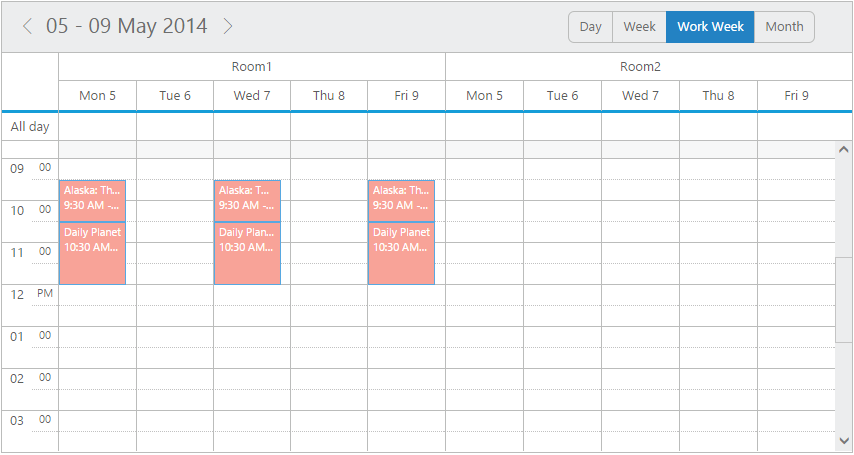 05 - 09 May 2014
Day Week Work Week Month
Room1 Room2
Mon 5 Tue 6 Wed 7 Thu 8 Fri 9 Mon 5 Tue 6 Wed 7 Thu 8 Fri 9
All day
09 00
Alaska: Th... Alaska: T... Alaska: Th...
9:30 AM -... 9:30 AM -... 9:30 AM -...
10 00
Daily Planet Daily Plan... Daily Planet
10:30 AM... 10:30 AM... 10:30 AM...
11 00
12 PM
01 00
02 00
03 00